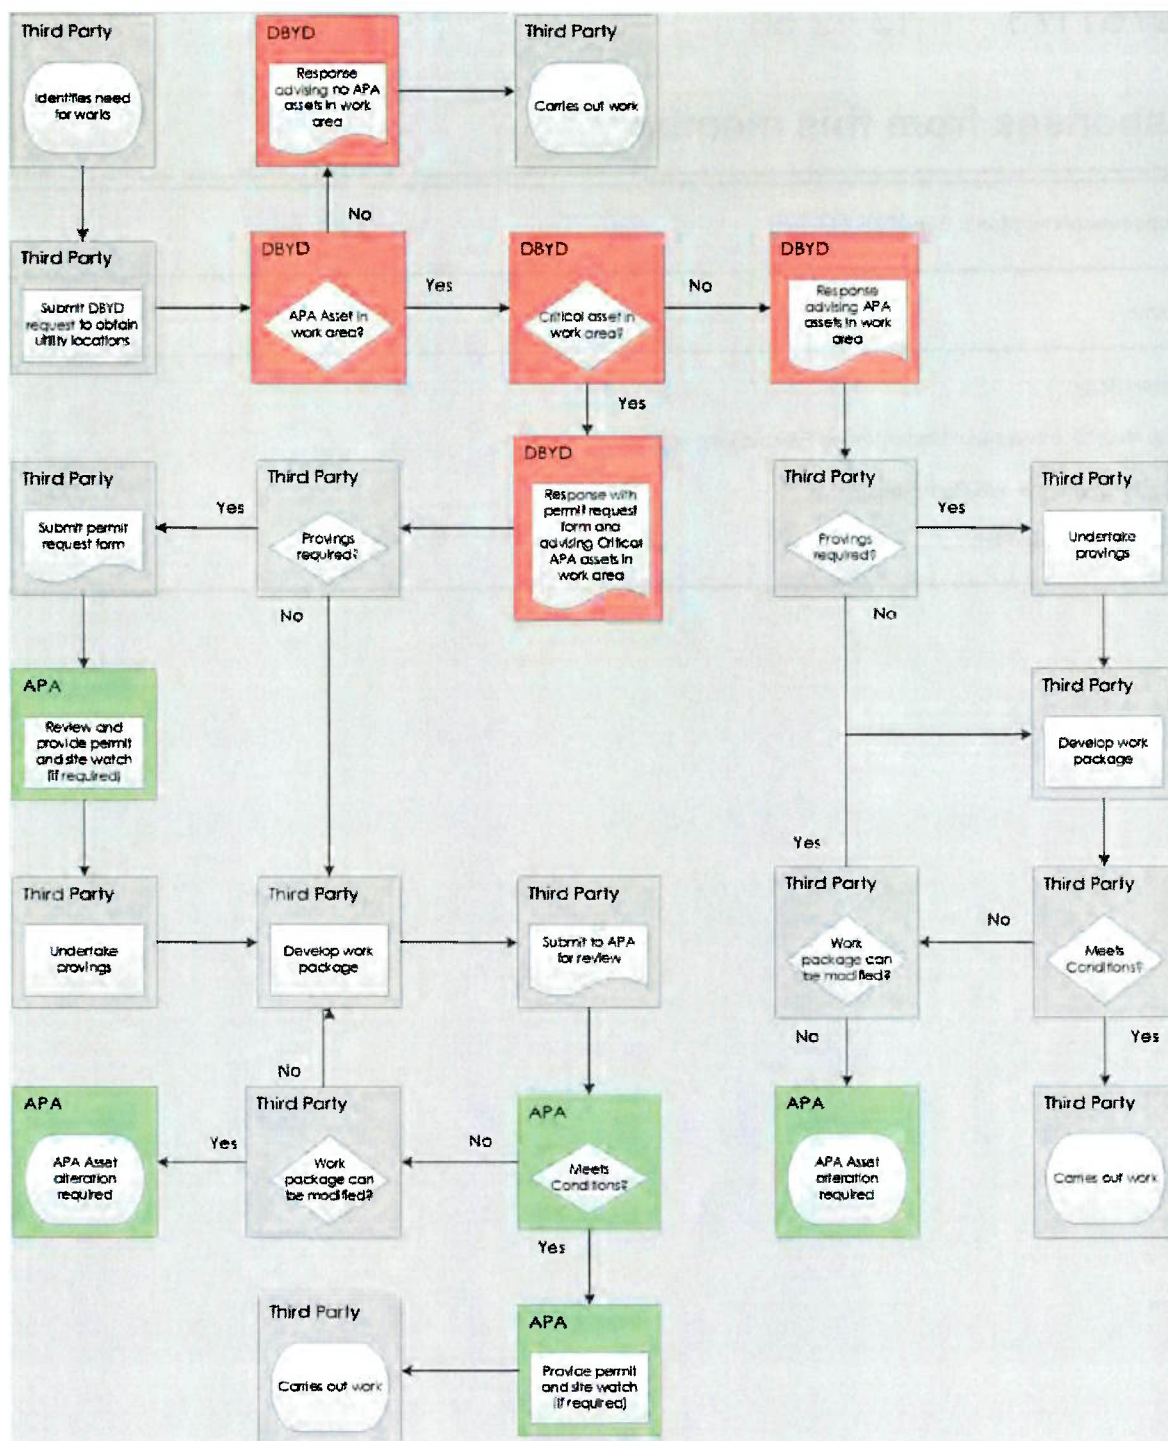 Third Party
Identifies need
for works
DBYD
Response
advising no APA
assets in work
area
Third Party
Carries out work
No
Third Party
Submit DBYD
request to obtain
utility locations
DBYD
APA Asset in
work area?
Yes
DBYD
Critical asset in
work area?
No
DBYD
Response
advising APA
assets in work
area
Yes
Third Party
Submit permit
request form
Yes
Third Party
Provings
required?
No
DBYD
Response with
permit request
form and
advising Critical
APA assets in
work area
Third Party
Provings
required?
Yes
No
Third Party
Undertake
provings
APA
Review and
provide permit
and site watch
(if required)
Third Party
Develop work
package
Yes
Third Party
Undertake
provings
Third Party
Develop work
package
Third Party
Submit to APA
for review
Third Party
Work
package can
be modified?
No
Third Party
Meets
Conditions?
No
Yes
No
APA
APA Asset
alteration
required
Yes
Third Party
Work
package can
be modified?
No
APA
Meets
Conditions?
Yes
APA
APA Asset
alteration
required
Third Party
Carries out work
Third Party
Carries out work
APA
Provide permit
and site watch
(if required)